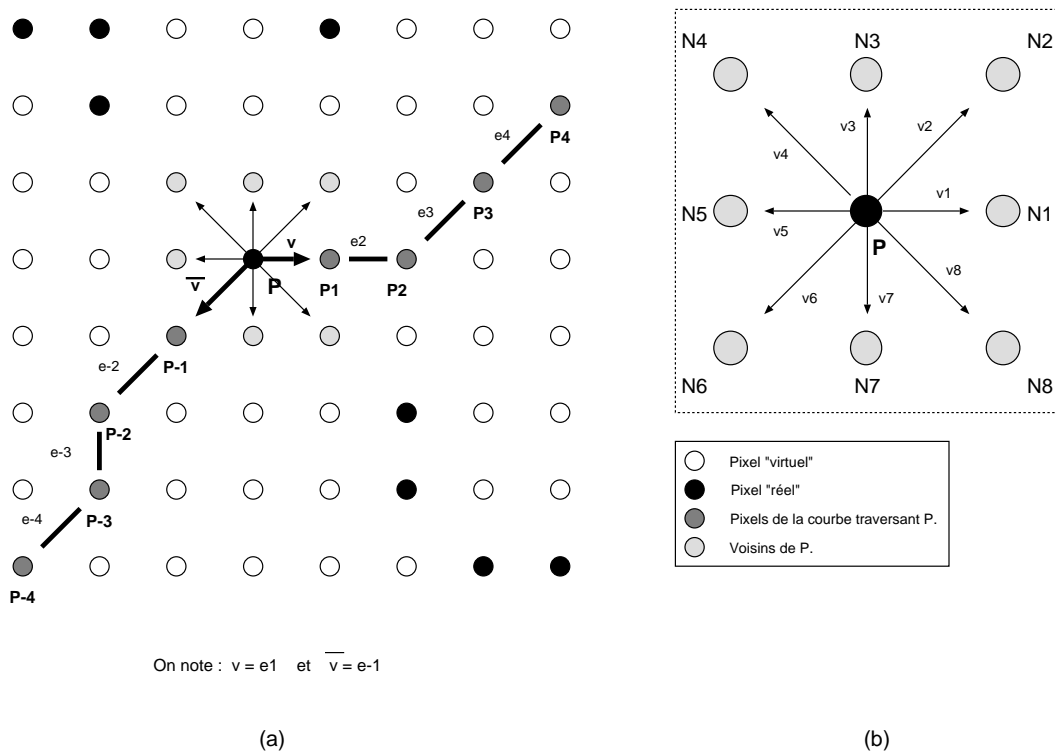 e4
P4
e3
P3
v
e2
v
P
P1
P2
e-2
P-1
e-3
P-2
e-4
P-3
P-4
On note : v = e1 et v = e-1
(a)
N4
N3
N2
v3
v2
v4
v1
N5
N1
v5
P
v8
v6
v7
N6
N7
N8
Pixel "virtuel"
Pixel "réel"
Pixels de la courbe traversant P.
Voisins de P.
(b)